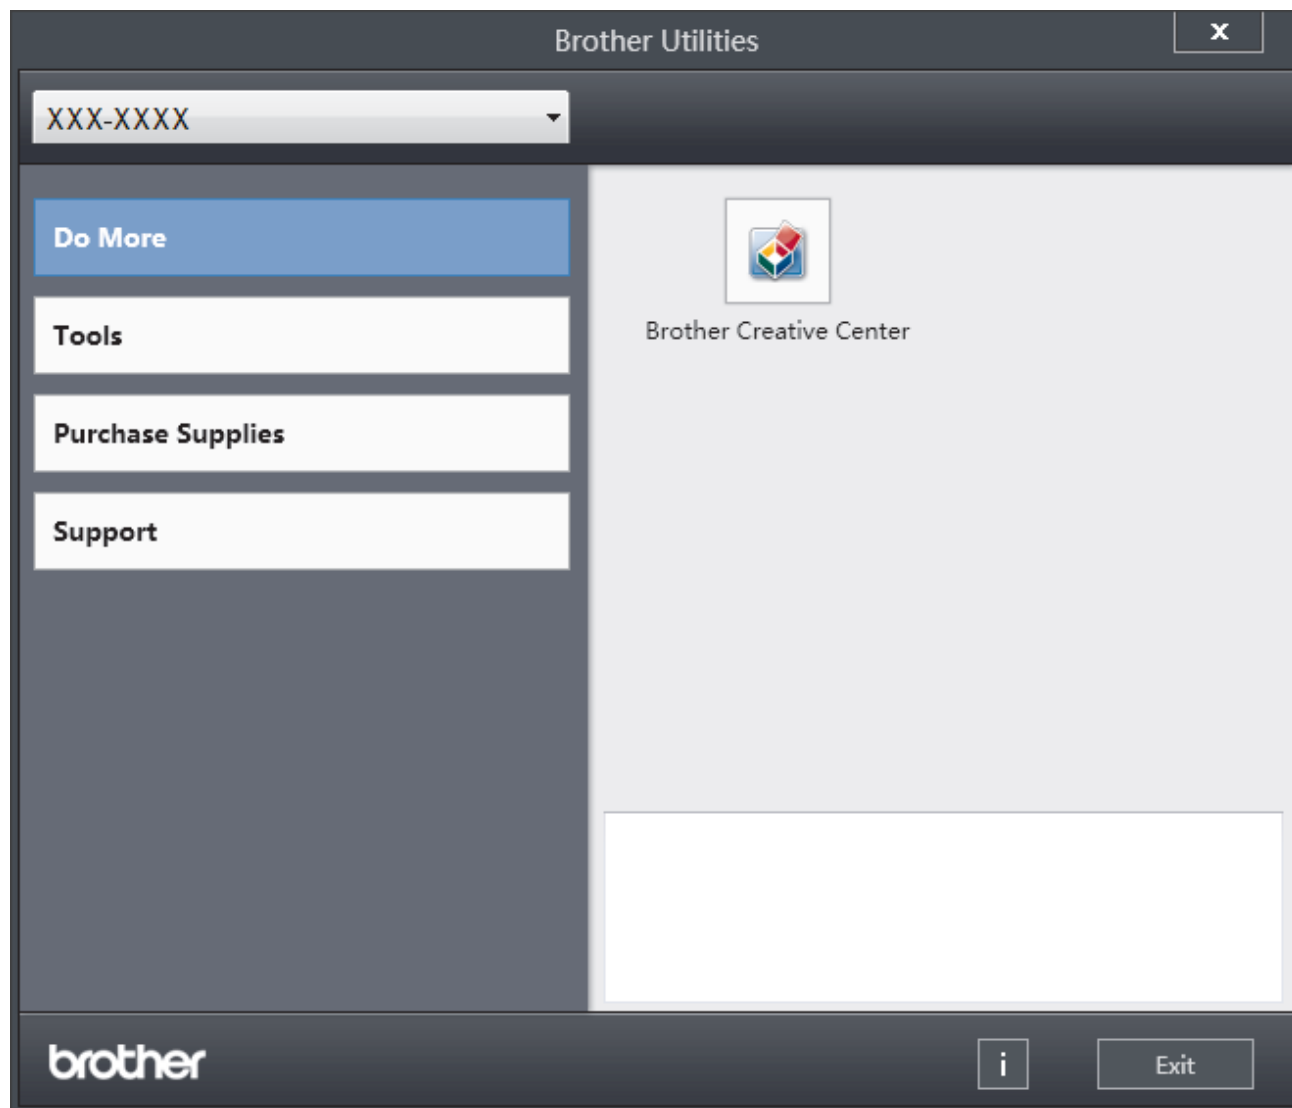 Brother Utilities
x
XXX-XXXX
Do More
Tools
Purchase Supplies
Support
Brother Creative Center
brother
i
Exit